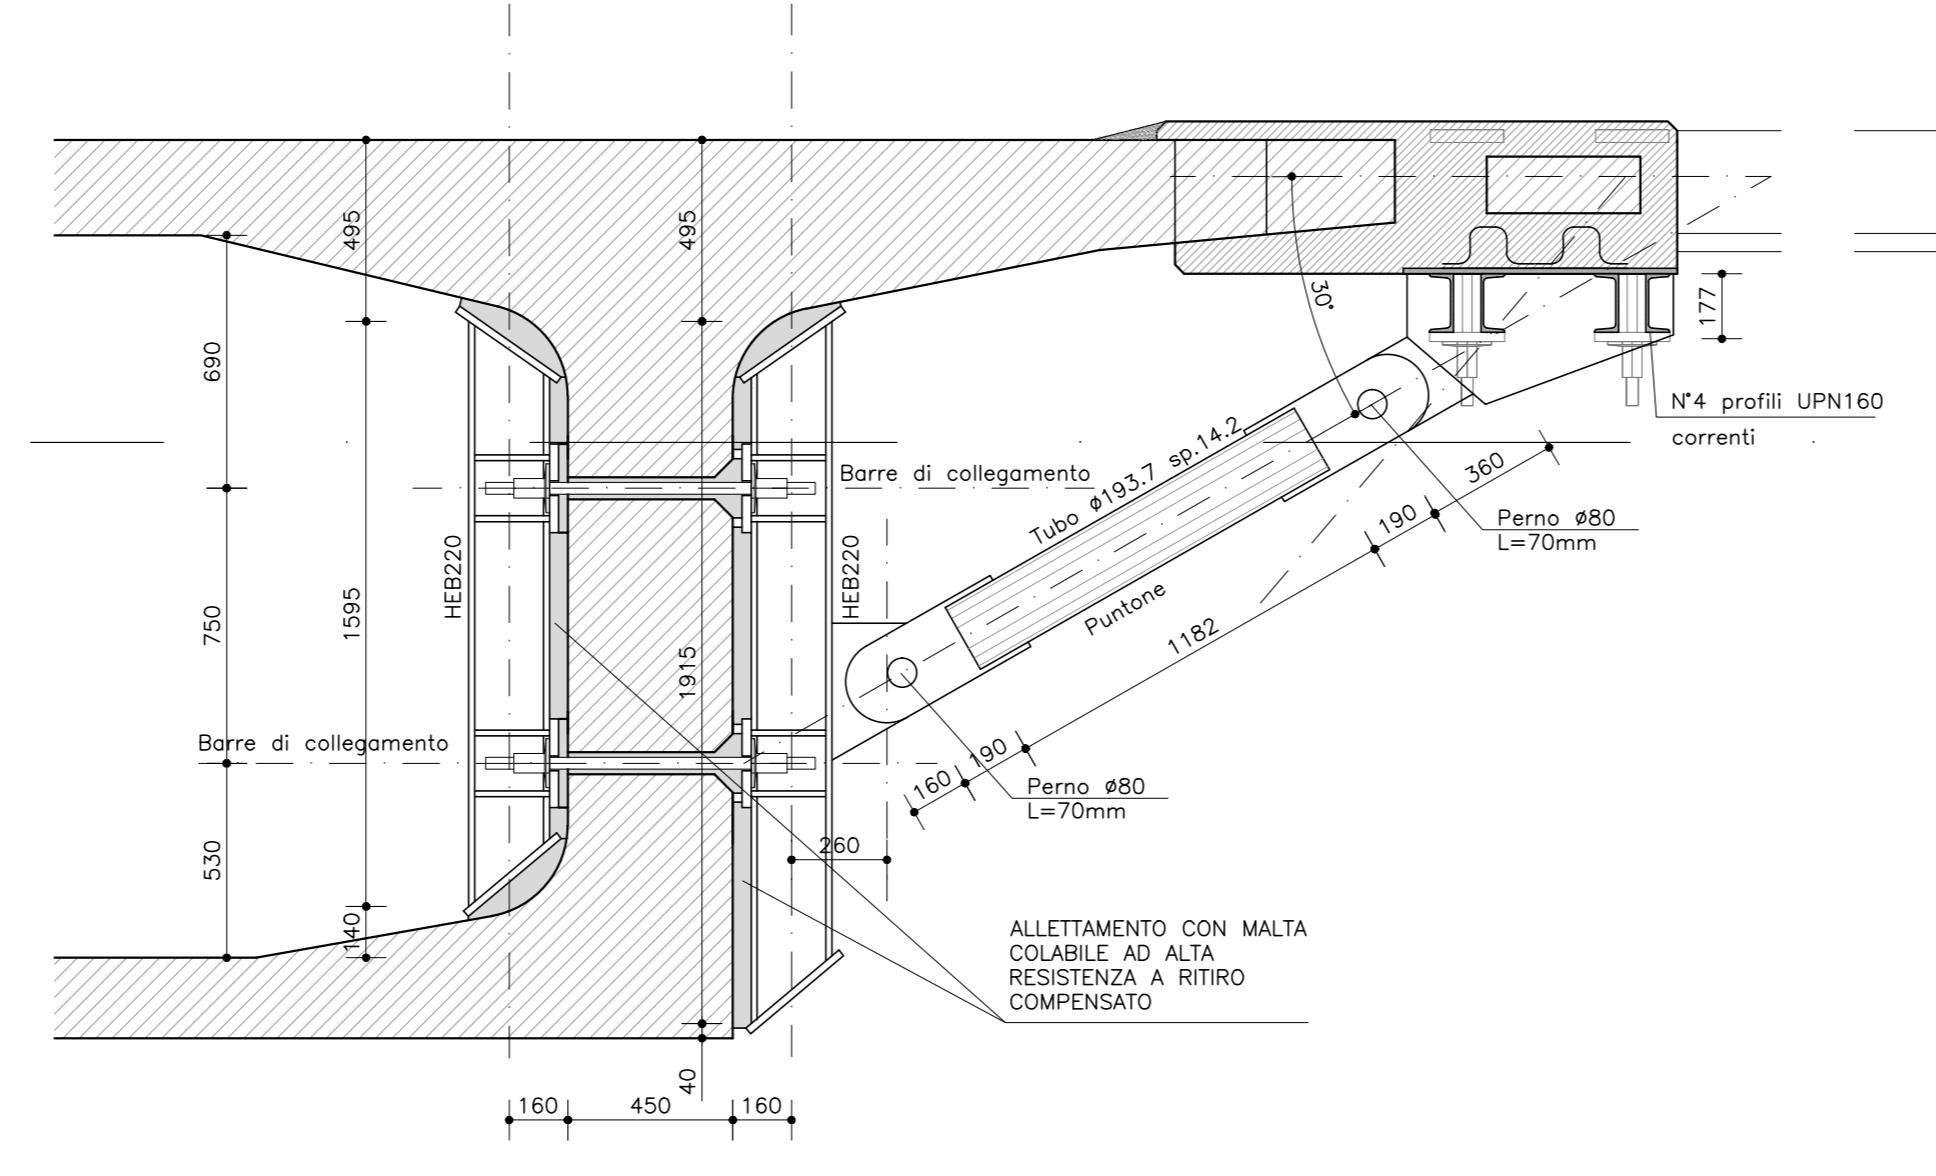 495
495
690
30°
177
N°4 profili UPN160
correnti
Tubo ø193.7 sp.14.2
360
Barre di collegamento
190
Perno ø80
L=70mm
HEB220
HEB220
750
1595
1915
Puntone
1182
Barre di collegamento
190
160
Perno ø80
L=70mm
260
530
140
ALLETTAMENTO CON MALTA
COLABILE AD ALTA
RESISTENZA A RITIRO
COMPENSATO
40
160
450
160